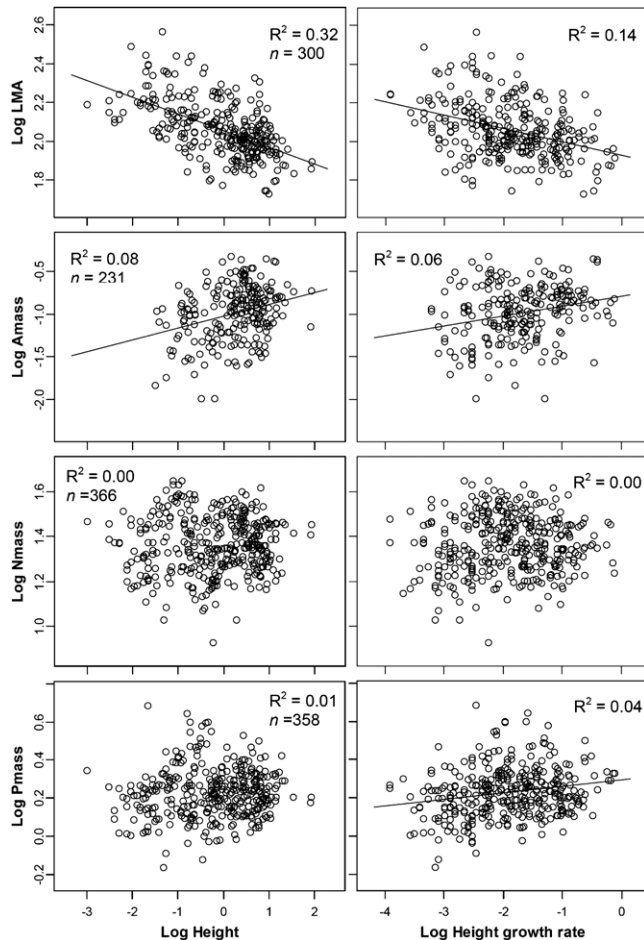 R² = 0.32
n = 300
R² = 0.14
Log LMA
2.6
2.4
2.2
2.0
1.8
R² = 0.08
n = 231
R² = 0.06
Log Amass
-0.5
-1.0
-1.5
-2.0
R² = 0.00
n =366
R² = 0.00
Log Nmass
1.6
1.4
1.2
1.0
R² = 0.01
n =358
R² = 0.04
Log Pmass
0.6
0.4
0.2
0.0
-0.2
-3 -2 -1 0 1 2
-4 -3 -2 -1 0
Log Height
Log Height growth rate